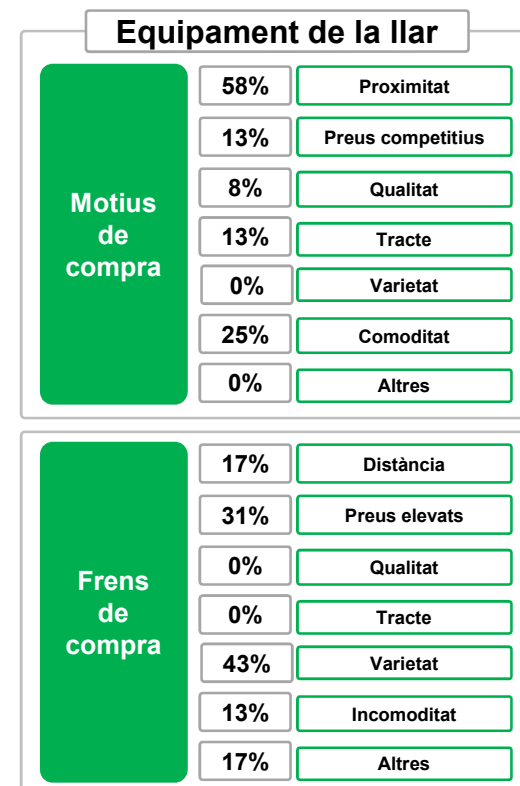 Equipament de la llar
Motius
de
compra
58% Proximitat
13% Preus competitius
8% Qualitat
13% Tracte
0% Varietat
25% Comoditat
0% Altres
Frens
de
compra
17% Distància
31% Preus elevats
0% Qualitat
0% Tracte
43% Varietat
13% Incomoditat
17% Altres